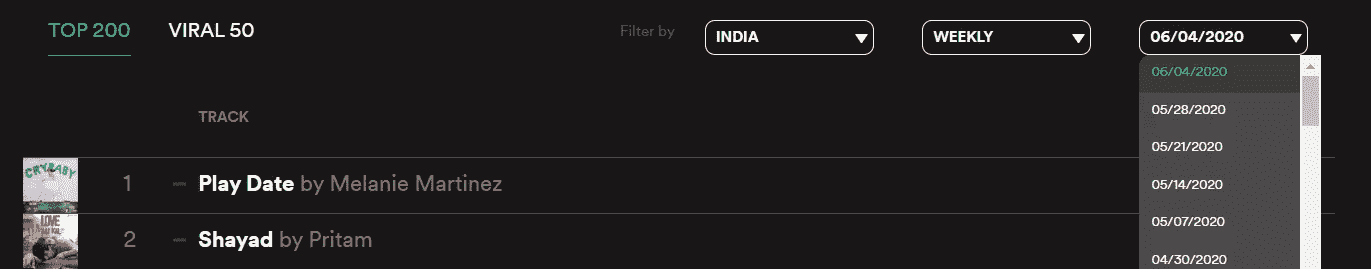 TOP 200 VIRAL 50 Filter by INDIA WEEKLY 06/04/2020
06/04/2020
05/28/2020
TRACK
05/21/2020
05/14/2020
CRYBABY
1 Play Date by Melanie Martinez
05/07/2020
LOVE
2 Shayad by Pritam
04/30/2020